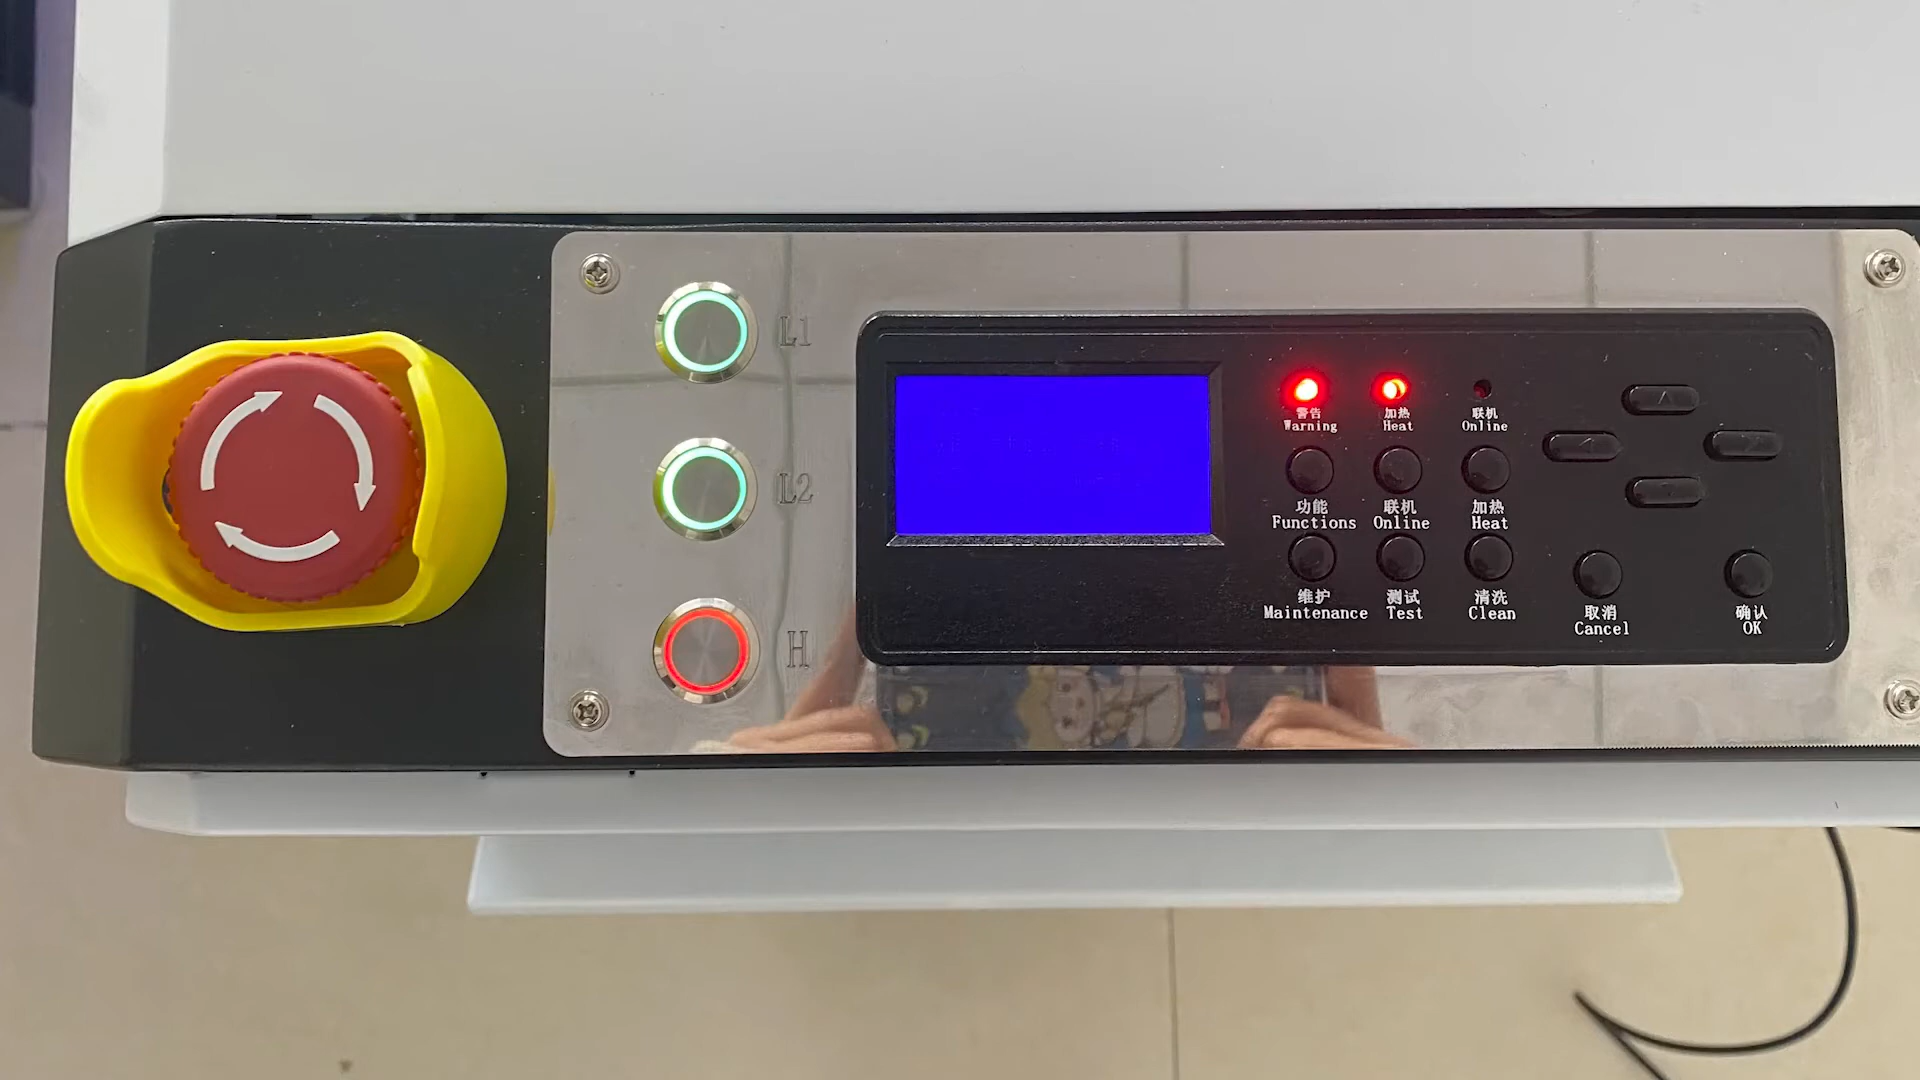 L1
L2
H
警告
Warning
加热
Heat
联机
Online
功能
Functions
联机
Online
加热
Heat
维护
Maintenance
测试
Test
清洗
Clean
取消
Cancel
确认
OK